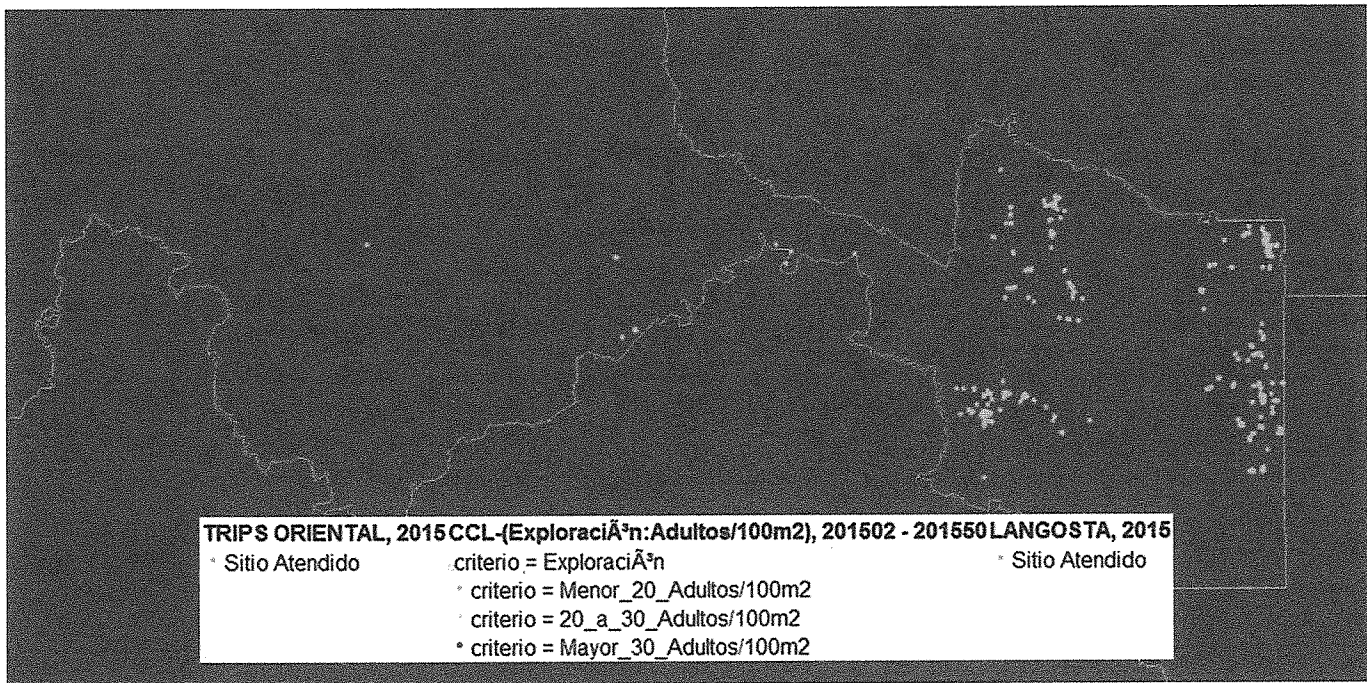 TRIPS ORIENTAL, 2015 CCL-(ExploraciÃ³n:Adultos/100m2), 201502 - 201550 LANGOSTA, 2015
Sitio Atendido criterio = ExploraciÃ³n Sitio Atendido
criterio = Menor_20_Adultos/100m2
criterio = 20_a_30_Adultos/100m2
criterio = Mayor_30_Adultos/100m2